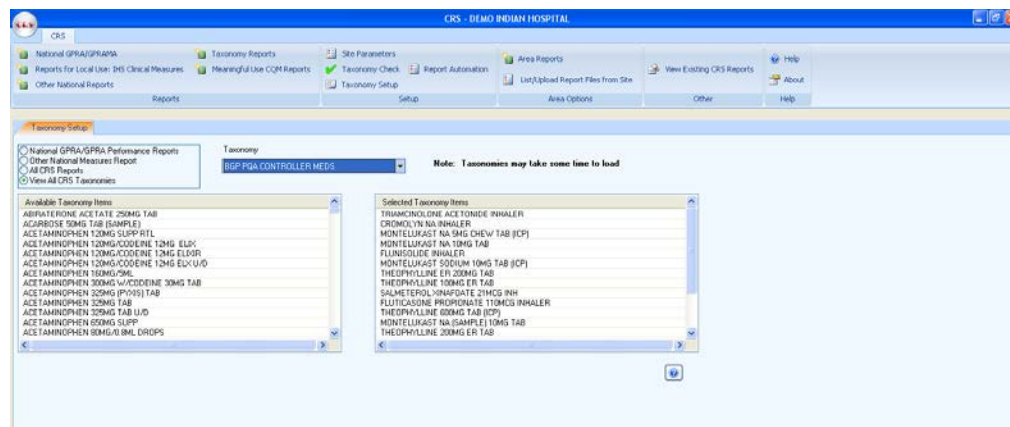 CRS - DEMO INDIAN HOSPITAL
CRS
National GPRA/GPRAMA
Reports for Local Use: IHS Clinical Measures
Other National Reports
Taxonomy Reports
Meaningful Use CQM Reports
Reports
Site Parameters
Taxonomy Check
Report Automation
Taxonomy Setup
Setup
Area Reports
List/Upload Report Files from Site
Area Options
View Existing CRS Reports
Other
Help
About
Help
Taxonomy Setup
National GPRA/GPRA Performance Reports
Other National Measures Report
All CRS Reports
View All CRS Taxonomies
Taxonomy
BGP PQA CONTROLLER MEDS
Note: Taxonomies may take some time to load
Available Taxonomy Items
ABIRATERONE ACETATE 250MG TAB
ACARBOSE 50MG TAB (SAMPLE)
ACETAMINOPHEN 120MG SUPP RTL
ACETAMINOPHEN 120MG/CODEINE 12MG ELIX
ACETAMINOPHEN 120MG/CODEINE 12MG ELIXIR
ACETAMINOPHEN 120MG/CODEINE 12MG ELX U/D
ACETAMINOPHEN 160MG/5ML
ACETAMINOPHEN 300MG W/CODEINE 30MG TAB
ACETAMINOPHEN 325MG (PYXIS) TAB
ACETAMINOPHEN 325MG TAB
ACETAMINOPHEN 325MG TAB U/D
ACETAMINOPHEN 650MG SUPP
ACETAMINOPHEN 80MG/0.8ML DROPS
Selected Taxonomy Items
TRIAMCINOLONE ACETONIDE INHALER
CROMOLYN NA INHALER
MONTELUKAST NA 5MG CHEW TAB (ICP)
MONTELUKAST NA 10MG TAB
FLUNISOLIDE INHALER
MONTELUKAST SODIUM 10MG TAB (ICP)
THEOPHYLLINE ER 200MG TAB
THEOPHYLLINE 100MG ER TAB
SALMETEROL XINAFOATE 21MCG INH
FLUTICASONE PROPIONATE 110MCG INHALER
THEOPHYLLINE 600MG TAB (ICP)
MONTELUKAST NA (SAMPLE) 10MG TAB
THEOPHYLLINE 200MG ER TAB